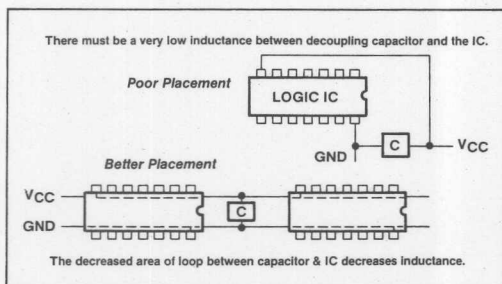 There must be a very low inductance between decoupling capacitor and the IC.
Poor Placement
LOGIC IC
C
VCC
GND
Better Placement
VCC
C
GND
The decreased area of loop between capacitor & IC decreases inductance.